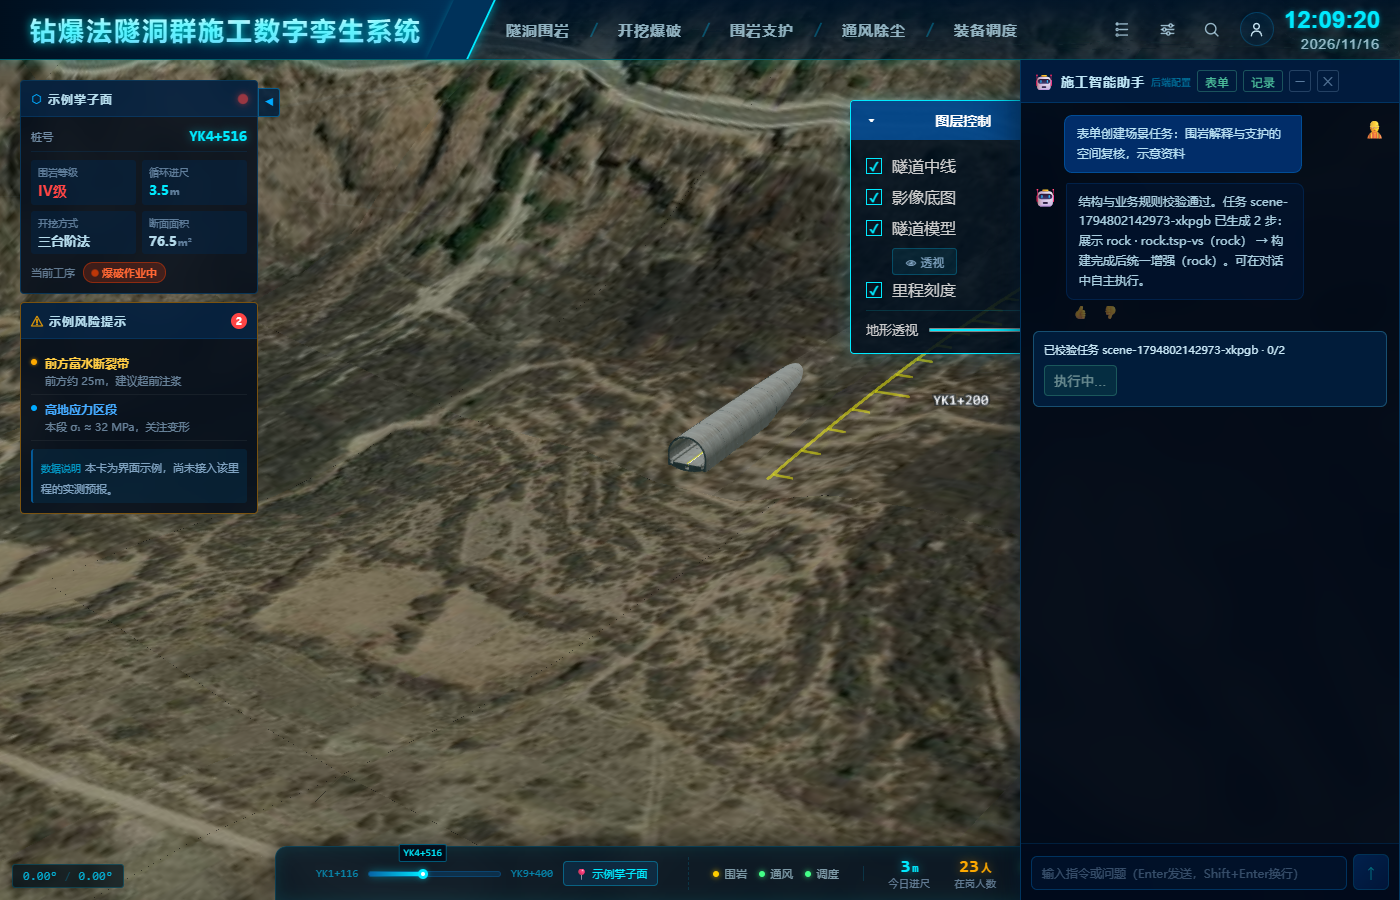 钻爆法隧洞群施工数字孪生系统
隧洞围岩 / 开挖爆破 / 围岩支护 / 通风除尘 / 装备调度
12:09:20
2026/11/16
示例掌子面
桩号 YK4+516
围岩等级 循环进尺
IV级 3.5m
开挖方式 断面面积
三台阶法 76.5m²
当前工序 爆破作业中
示例风险提示 2
前方富水断裂带
前方约 25m，建议超前注浆
高地应力区段
本段 σ₁ ≈ 32 MPa，关注变形
数据说明 本卡为界面示例，尚未接入该里
程的实测预报。
图层控制
隧道中线
影像底图
隧道模型
透视
里程刻度
地形透视
YK1+200
施工智能助手 后端配置 表单 记录
表单创建场景任务：围岩解释与支护的
空间复核，示意资料
结构与业务规则校验通过。任务 scene-
1794802142973-xkpgb 已生成 2 步：
展示 rock · rock.tsp-vs（rock） → 构
建完成后统一增强（rock）。可在对话
中自主执行。
已校验任务 scene-1794802142973-xkpgb · 0/2
执行中...
输入指令或问题（Enter发送，Shift+Enter换行）
0.00° / 0.00°
YK4+516
YK1+116 YK9+400 示例掌子面
围岩 通风 调度
3m 23人
今日进尺 在岗人数